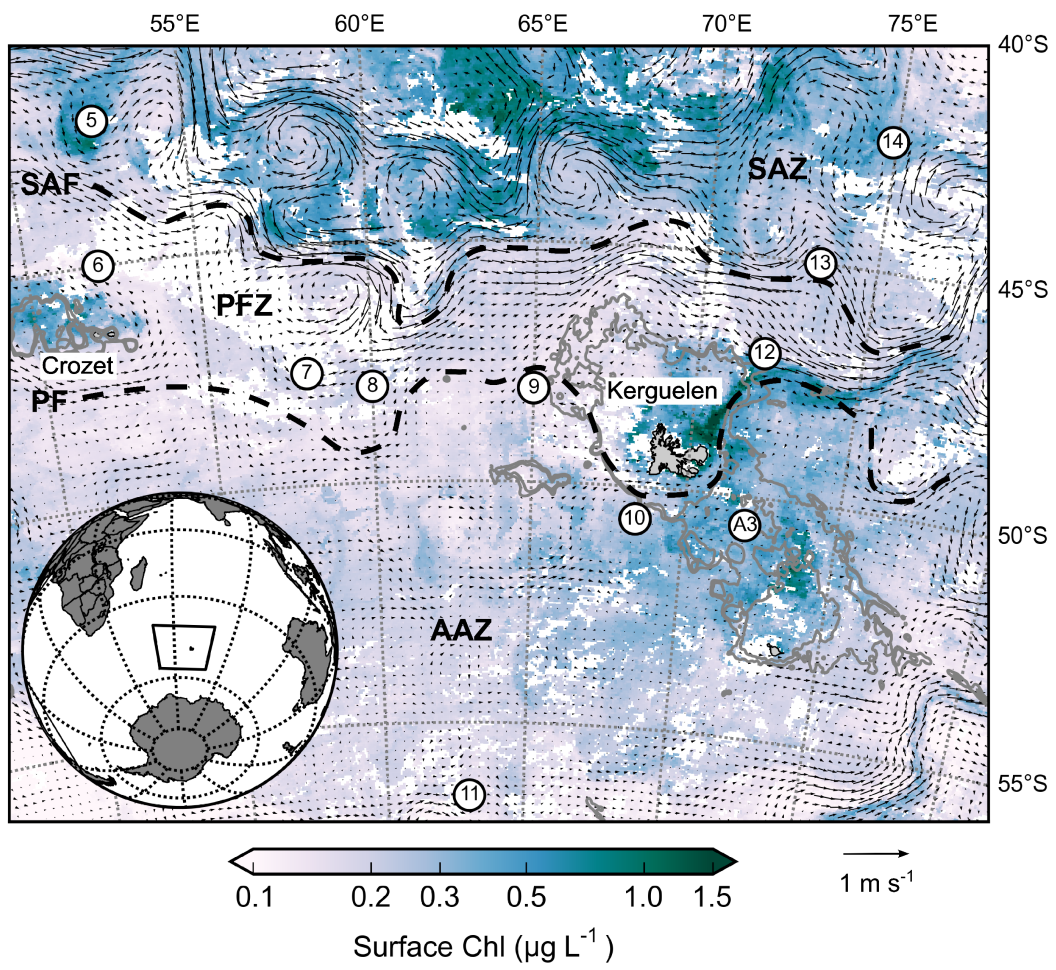 55°E 60°E 65°E 70°E 75°E
40°S
5
14
SAZ
SAF
6
13
45°S
PFZ
12
Crozet
7
8
9
Kerguelen
PF
10
A3
50°S
AAZ
11
55°S
0.1 0.2 0.3 0.5 1.0 1.5
1 m s⁻¹
Surface Chl (µg L⁻¹ )